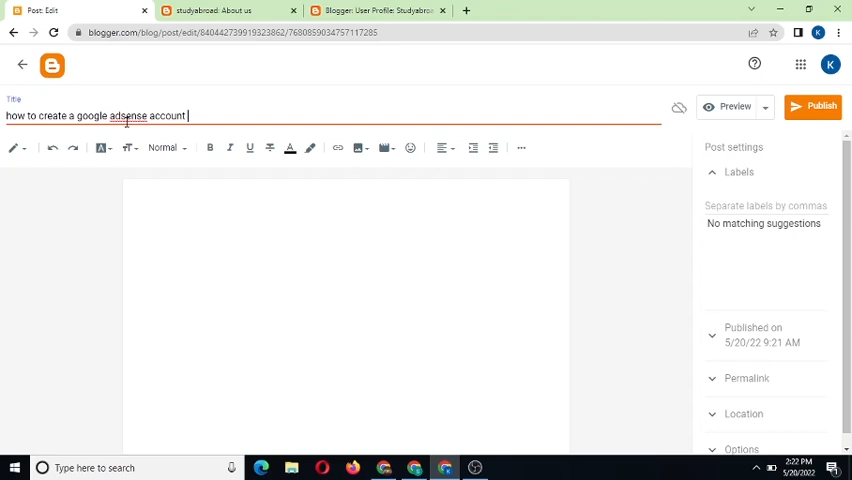 Post: Edit
studyabroad: About us
Blogger: User Profile: Studyabroa
blogger.com/blog/post/edit/840442739919323862/7680859034757117285
K
K
Title
how to create a google adsense account
Preview
Publish
Normal
B
I
U
S
A
Post settings
Labels
Separate labels by commas
No matching suggestions
Published on
5/20/22 9:21 AM
Permalink
Location
Options
Type here to search
2:22 PM
5/20/2022